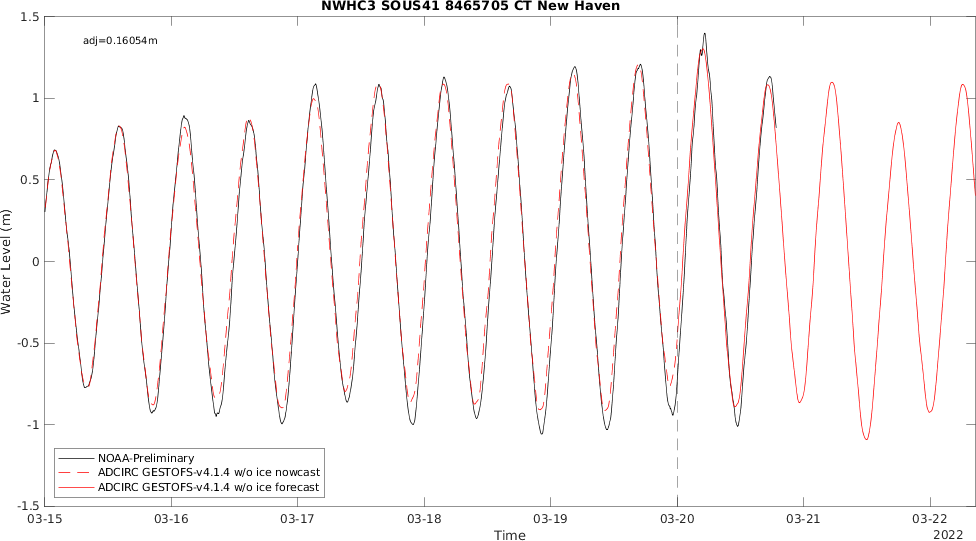 NWHC3 SOUS41 8465705 CT New Haven
adj=0.16054m
1.5
1
0.5
0
-0.5
-1
-1.5
Water Level (m)
NOAA-Preliminary
ADCIRC GESTOFS-v4.1.4 w/o ice nowcast
ADCIRC GESTOFS-v4.1.4 w/o ice forecast
03-15 03-16 03-17 03-18 03-19 03-20 03-21 03-22
Time
2022